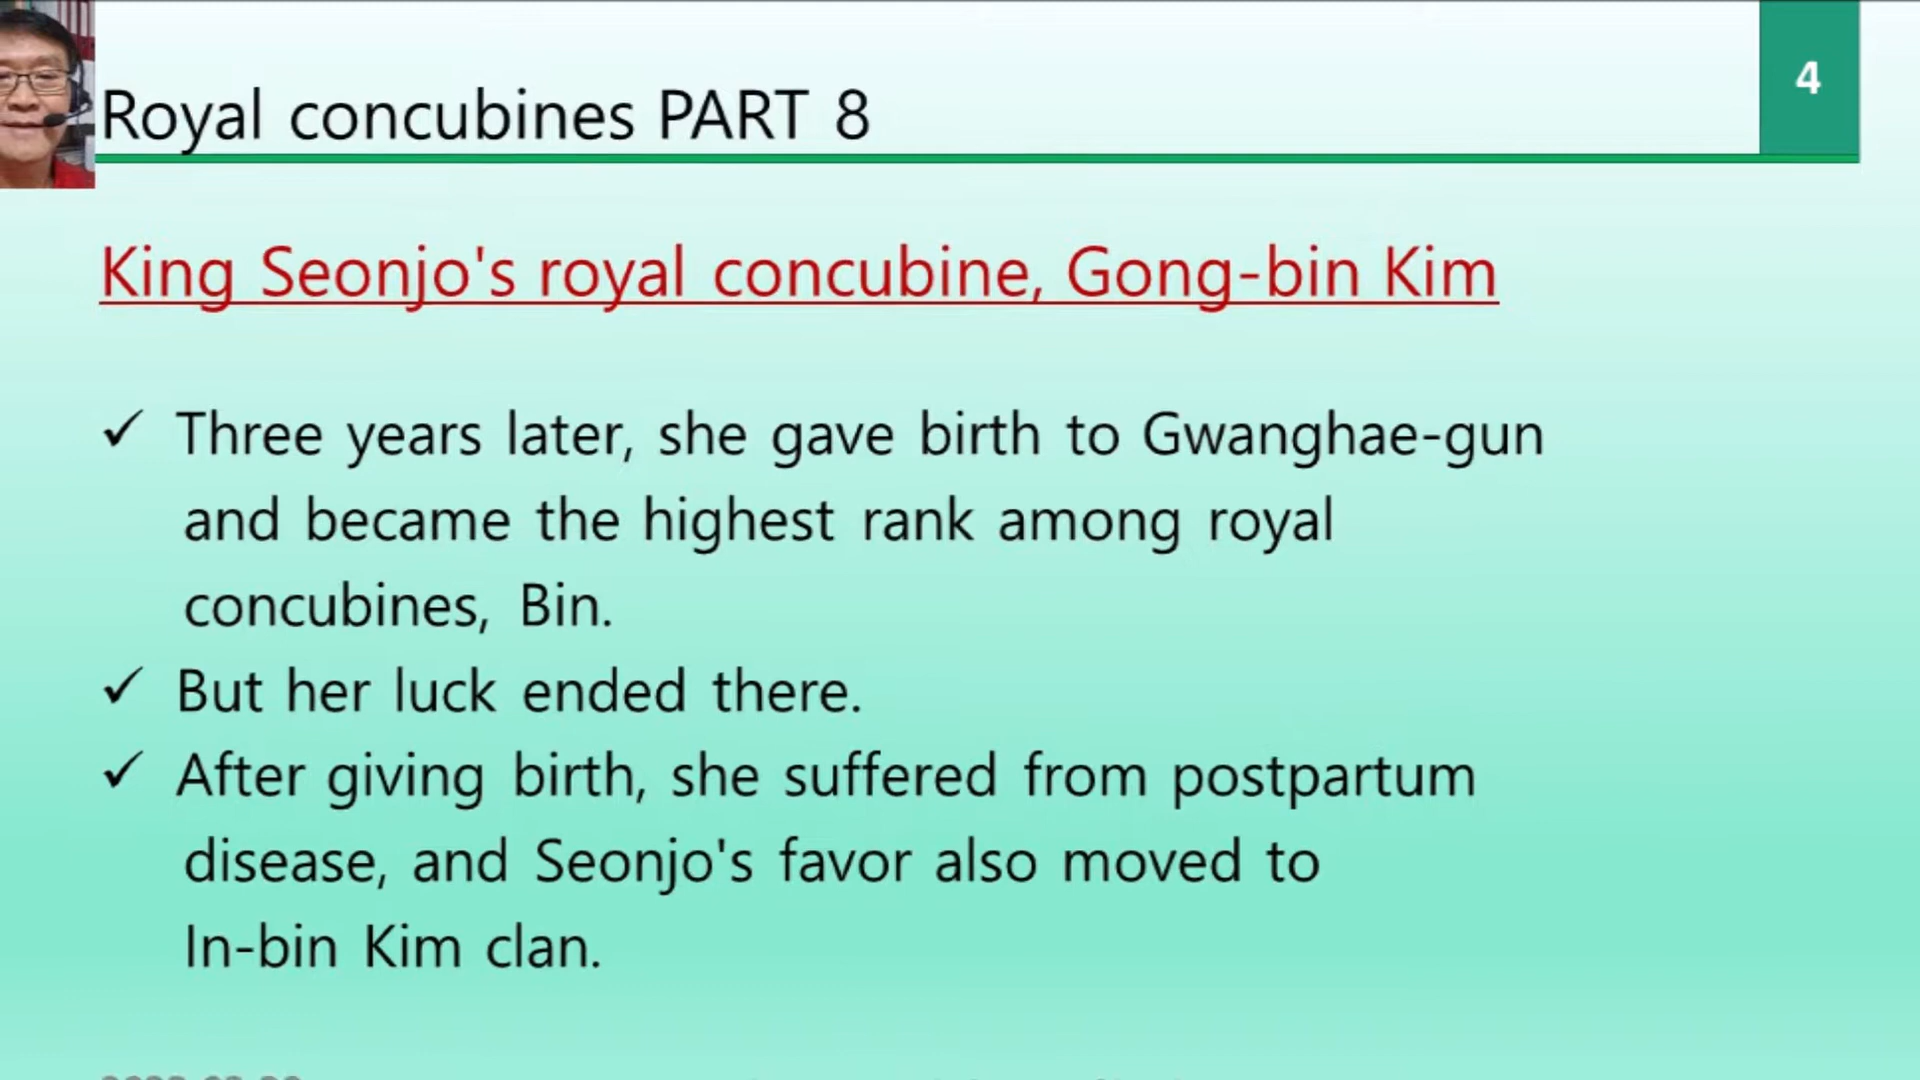 4
Royal concubines PART 8
King Seonjo's royal concubine, Gong-bin Kim
✓ Three years later, she gave birth to Gwanghae-gun
and became the highest rank among royal
concubines, Bin.
✓ But her luck ended there.
✓ After giving birth, she suffered from postpartum
disease, and Seonjo's favor also moved to
In-bin Kim clan.